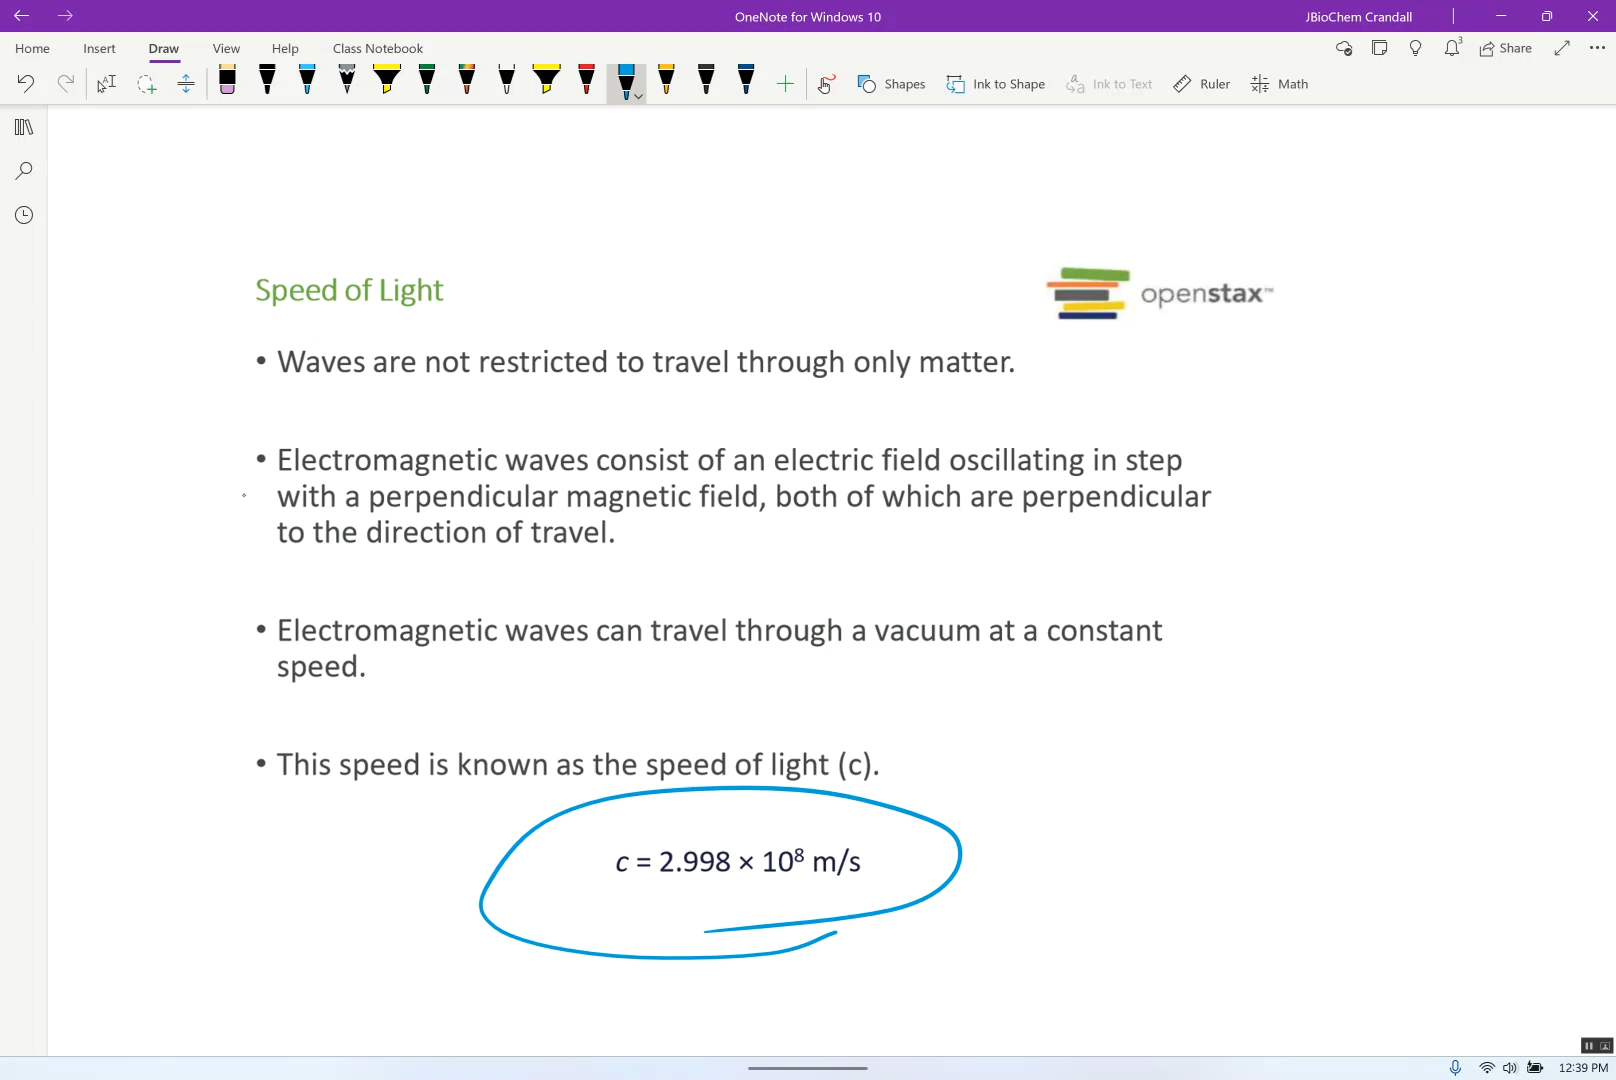 OneNote for Windows 10
JBioChem Crandall
Home Insert Draw View Help Class Notebook
3
Share
Shapes Ink to Shape Ink to Text Ruler Math
Speed of Light
openstax™
• Waves are not restricted to travel through only matter.
• Electromagnetic waves consist of an electric field oscillating in step
with a perpendicular magnetic field, both of which are perpendicular
to the direction of travel.
• Electromagnetic waves can travel through a vacuum at a constant
speed.
• This speed is known as the speed of light (c).
c = 2.998 × 10⁸ m/s
12:39 PM